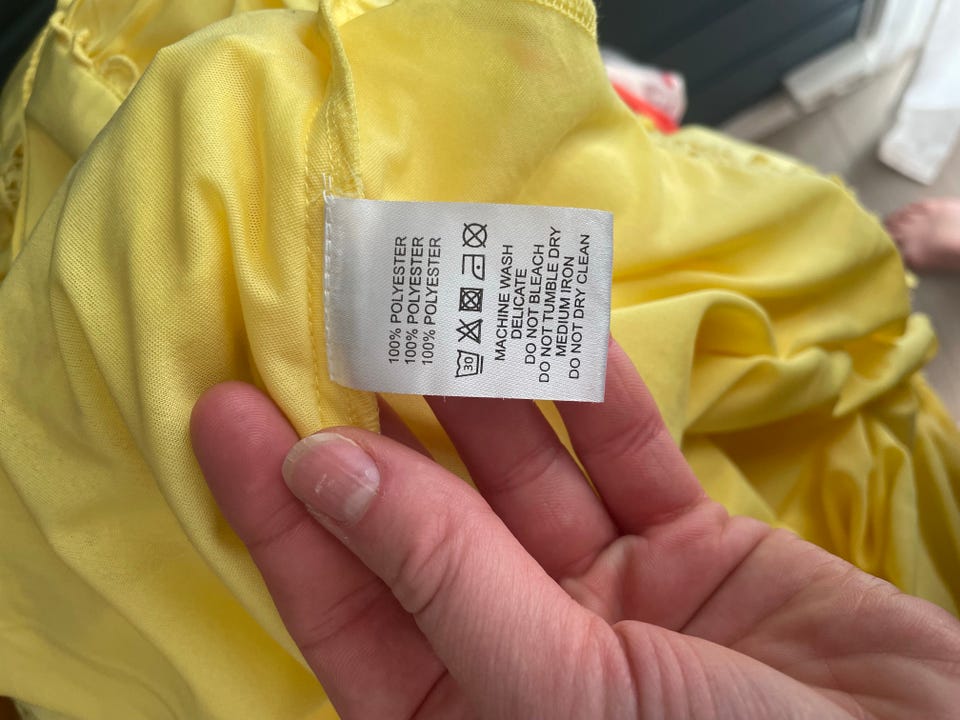 100% POLYESTER
100% POLYESTER
100% POLYESTER
30
MACHINE WASH
DELICATE
DO NOT BLEACH
DO NOT TUMBLE DRY
MEDIUM IRON
DO NOT DRY CLEAN